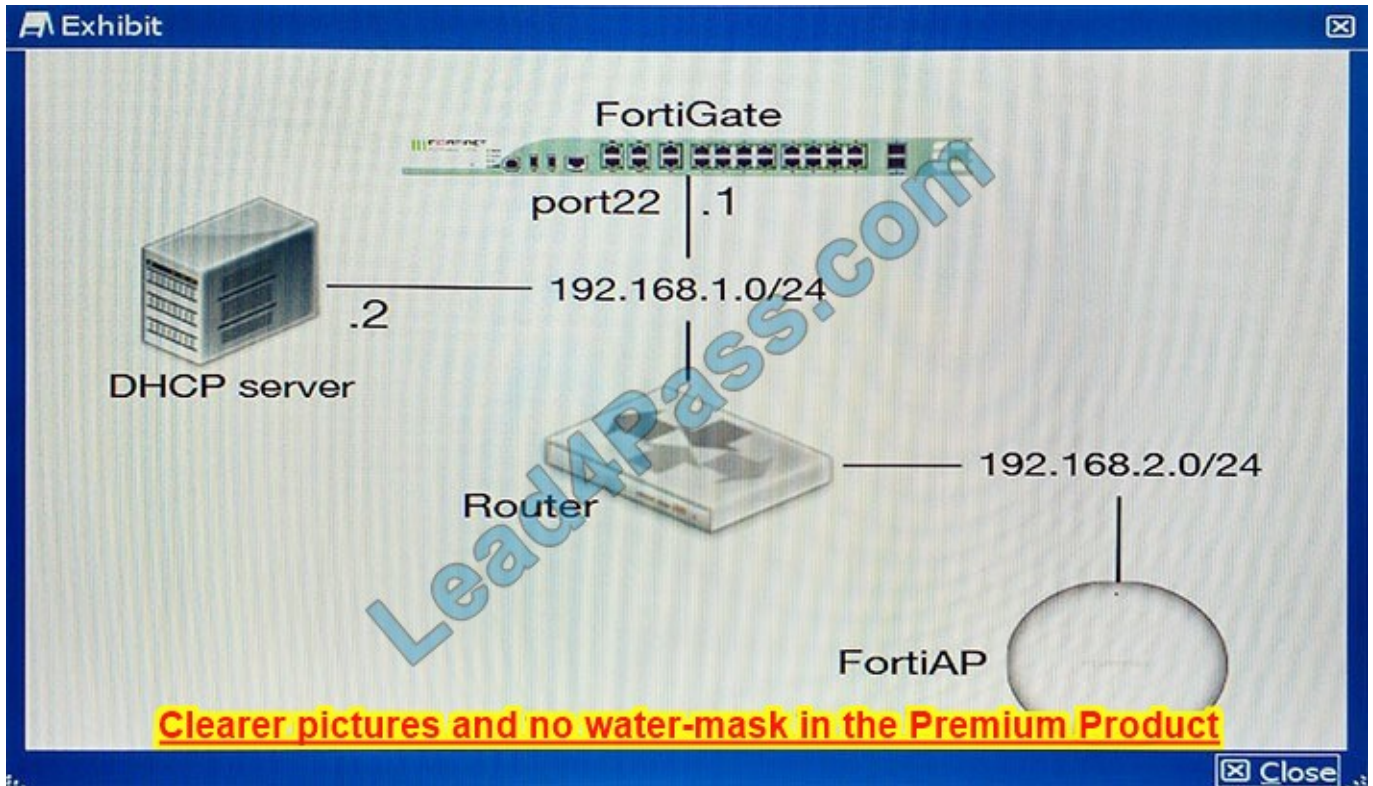 Exhibit
FortiGate
FORTINET
port22 .1
192.168.1.0/24
.2
DHCP server
192.168.2.0/24
Router
FortiAP
Lead4Pass.com
Clearer pictures and no water-mask in the Premium Product
Close